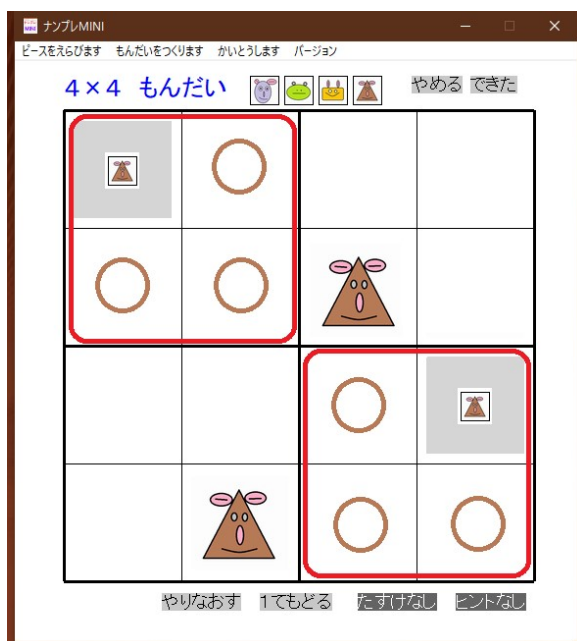 ナンプレMINI
ピースをえらびます もんだいをつくります かいとうします バージョン
4×4 もんだい やめる できた
やりなおす 1てもどる たすけなし ヒントなし